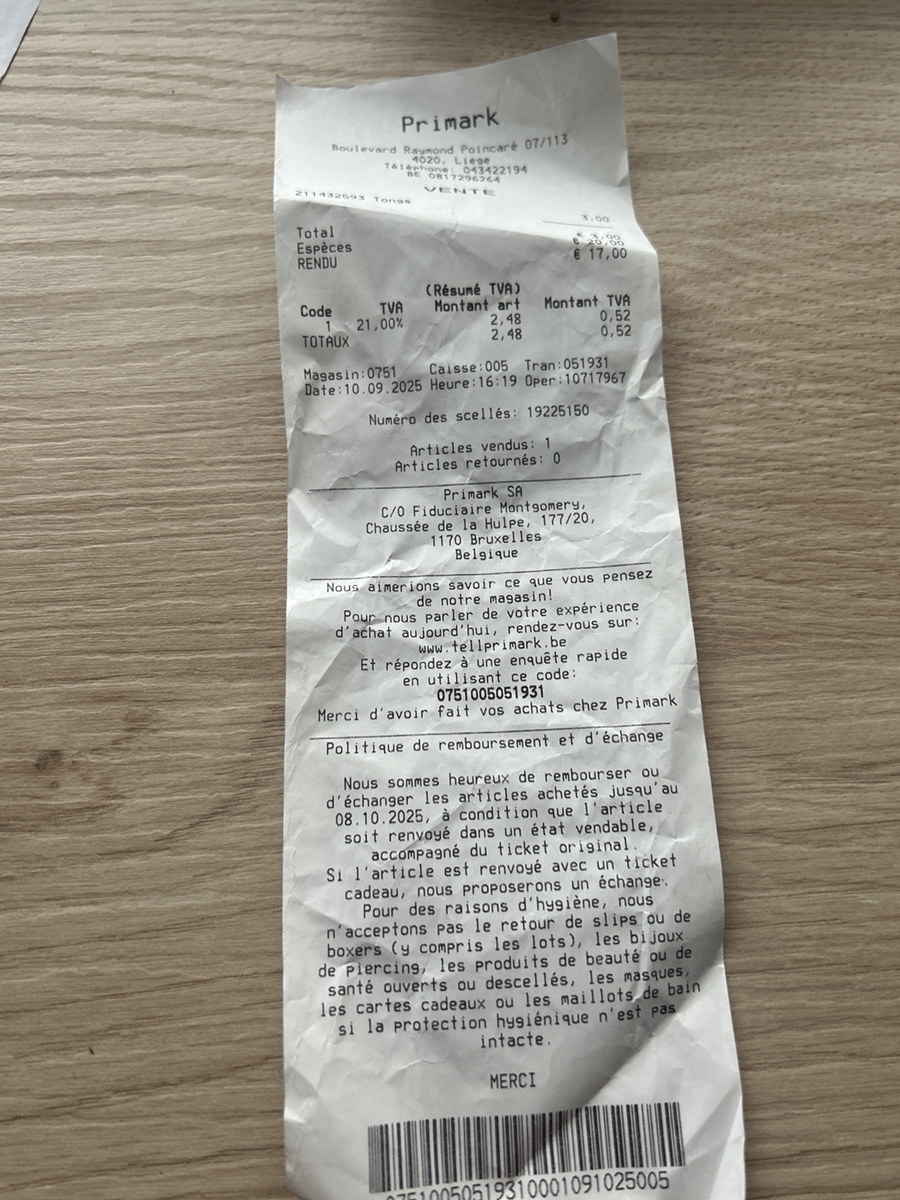 Primark
Boulevard Raymond Poincaré 07/113
4020, Liege
Téléphone: 043422194
BE 0817296264
VENTE
211432593 Tongs
3,00
Total € 3,00
Espèces € 20,00
RENDU € 17,00
(Résumé TVA)
Code TVA Montant art Montant TVA
1 21,00% 2,48 0,52
TOTAUX 2,48 0,52
Magasin:0751 Caisse:005 Tran:051931
Date:10.09.2025 Heure:16:19 Oper:10717967
Numéro des scellés: 19225150
Articles vendus: 1
Articles retournés: 0
Primark SA
C/O Fiduciaire Montgomery,
Chaussée de la Hulpe, 177/20,
1170 Bruxelles
Belgique
Nous aimerions savoir ce que vous pensez
de notre magasin!
Pour nous parler de votre expérience
d'achat aujourd'hui, rendez-vous sur:
www.tellprimark.be
Et répondez à une enquête rapide
en utilisant ce code:
0751005051931
Merci d'avoir fait vos achats chez Primark
Politique de remboursement et d'échange
Nous sommes heureux de rembourser ou
d'échanger les articles achetés jusqu'au
08.10.2025, à condition que l'article
soit renvoyé dans un état vendable,
accompagné du ticket original.
Si l'article est renvoyé avec un ticket
cadeau, nous proposerons un échange.
Pour des raisons d'hygiène, nous
n'acceptons pas le retour de slips ou de
boxers (y compris les lots), les bijoux
de piercing, les produits de beauté ou de
santé ouverts ou descellés, les masques,
les cartes cadeaux ou les maillots de bain
si la protection hygiénique n'est pas
intacte.
MERCI
07510050519310001091025005